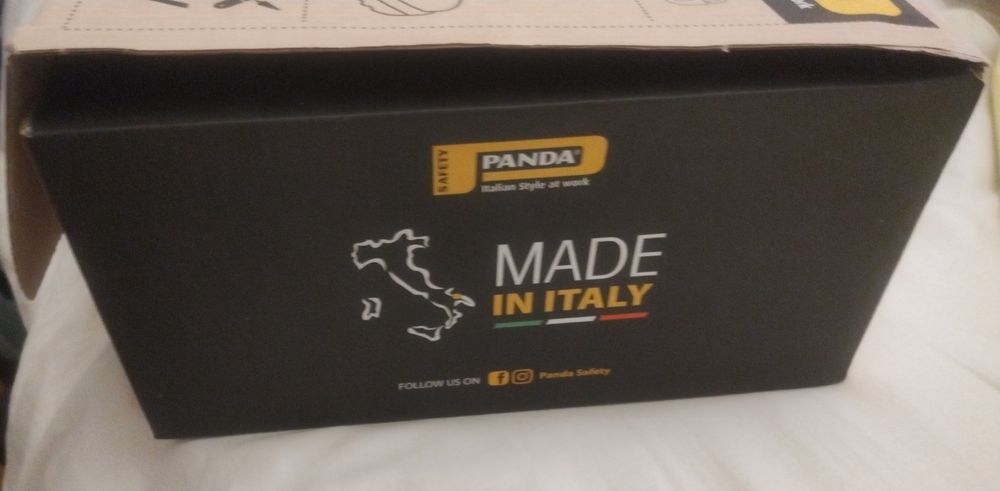 SAFETY
PANDA®
Italian Style at work
MADE
IN ITALY
FOLLOW US ON
Panda Safety